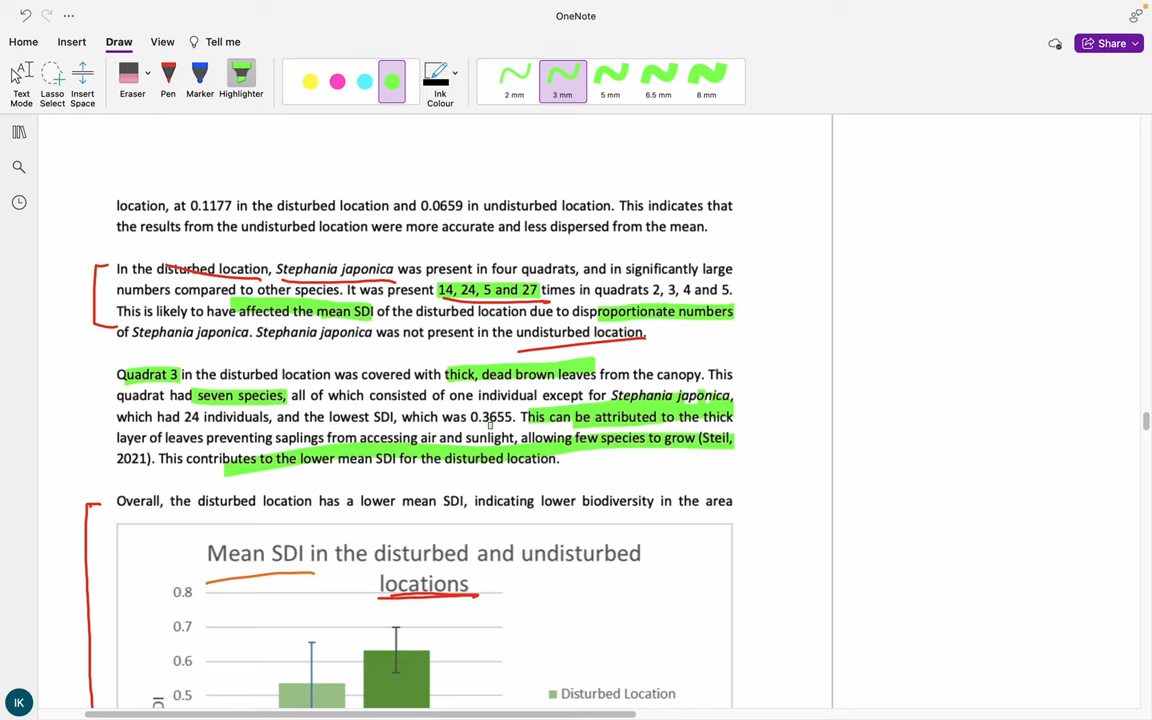 OneNote
Home Insert Draw View Tell me
Share
Text Mode
Lasso Select
Insert Space
Eraser
Pen
Marker
Highlighter
Ink Colour
2 mm
3 mm
5 mm
6.5 mm
8 mm
location, at 0.1177 in the disturbed location and 0.0659 in undisturbed location. This indicates that
the results from the undisturbed location were more accurate and less dispersed from the mean.
In the disturbed location, Stephania japonica was present in four quadrats, and in significantly large
numbers compared to other species. It was present 14, 24, 5 and 27 times in quadrats 2, 3, 4 and 5.
This is likely to have affected the mean SDI of the disturbed location due to disproportionate numbers
of Stephania japonica. Stephania japonica was not present in the undisturbed location.
Quadrat 3 in the disturbed location was covered with thick, dead brown leaves from the canopy. This
quadrat had seven species, all of which consisted of one individual except for Stephania japonica,
which had 24 individuals, and the lowest SDI, which was 0.3655. This can be attributed to the thick
layer of leaves preventing saplings from accessing air and sunlight, allowing few species to grow (Steil,
2021). This contributes to the lower mean SDI for the disturbed location.
Overall, the disturbed location has a lower mean SDI, indicating lower biodiversity in the area
Mean SDI in the disturbed and undisturbed
locations
0.8
0.7
0.6
0.5
DI
Disturbed Location
IK